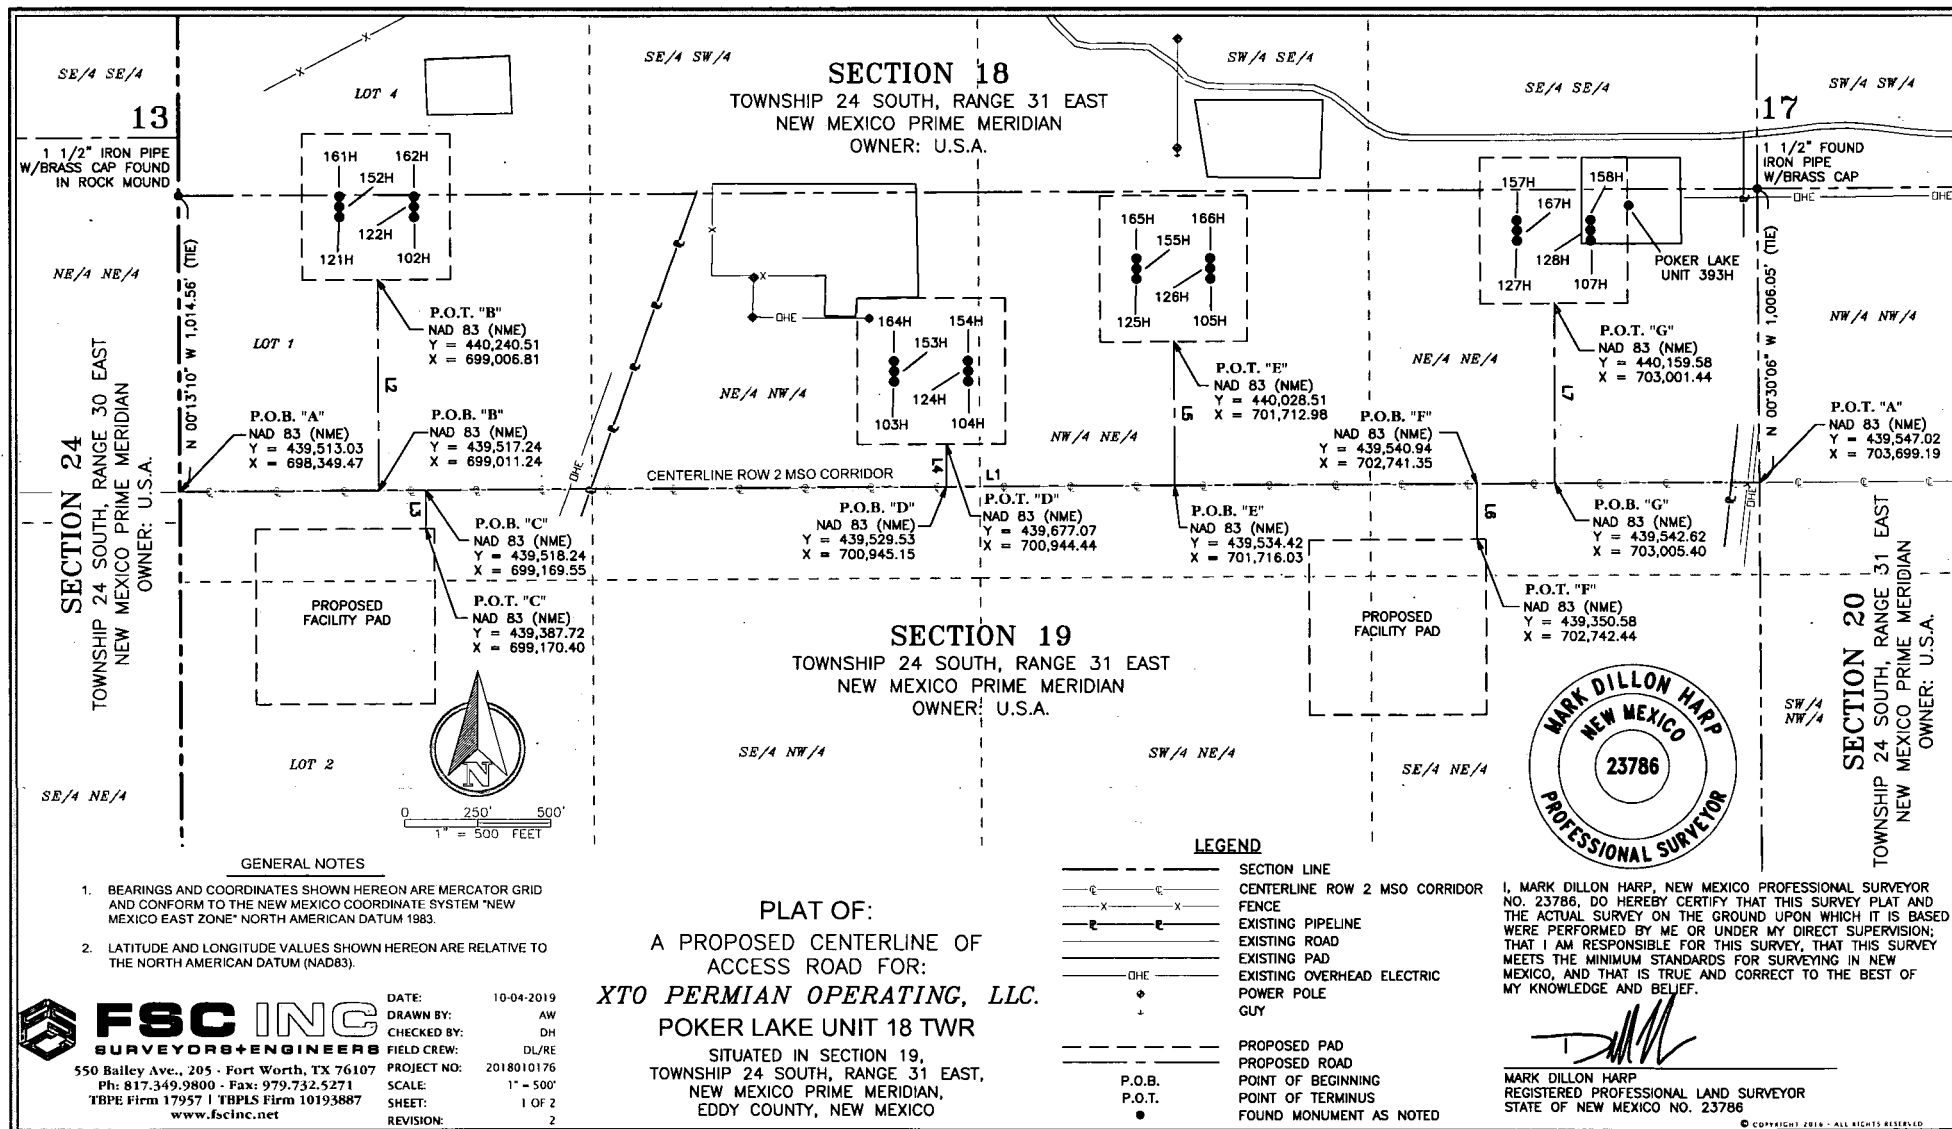 SE/4 SE/4
LOT 4
SE/4 SW/4
SECTION 18
TOWNSHIP 24 SOUTH, RANGE 31 EAST
NEW MEXICO PRIME MERIDIAN
OWNER: U.S.A.
SW/4 SE/4
SE/4 SE/4
SW/4 SW/4
13
17
1 1/2" IRON PIPE
W/BRASS CAP FOUND
IN ROCK MOUND
1 1/2" FOUND
IRON PIPE
W/BRASS CAP
161H
162H
152H
122H
121H
102H
165H
166H
155H
126H
125H
105H
157H
158H
167H
128H
127H
107H
POKER LAKE
UNIT 393H
OHE
OHE
N 00°13'10" W 1,014.56' (TIE)
N 00°30'06" W 1,006.05' (TIE)
NE/4 NE/4
LOT 1
P.O.T. "B"
NAD 83 (NME)
Y = 440,240.51
X = 699,006.81
OHE
164H
154H
153H
124H
103H
104H
NE/4 NW/4
P.O.T. "E"
NAD 83 (NME)
Y = 440,028.51
X = 701,712.98
P.O.T. "G"
NAD 83 (NME)
Y = 440,159.58
X = 703,001.44
NE/4 NE/4
NW/4 NW/4
NW/4 NE/4
L2
L5
L7
P.O.B. "A"
NAD 83 (NME)
Y = 439,513.03
X = 698,349.47
P.O.B. "B"
NAD 83 (NME)
Y = 439,517.24
X = 699,011.24
P.O.B. "F"
NAD 83 (NME)
Y = 439,540.94
X = 702,741.35
P.O.T. "A"
NAD 83 (NME)
Y = 439,547.02
X = 703,699.19
OHE
CENTERLINE ROW 2 MSO CORRIDOR
L4
L1
L3
L6
OHE
P.O.B. "C"
NAD 83 (NME)
Y = 439,518.24
X = 699,169.55
P.O.B. "D"
NAD 83 (NME)
Y = 439,529.53
X = 700,945.15
P.O.T. "D"
NAD 83 (NME)
Y = 439,677.07
X = 700,944.44
P.O.B. "E"
NAD 83 (NME)
Y = 439,534.42
X = 701,716.03
P.O.B. "G"
NAD 83 (NME)
Y = 439,542.62
X = 703,005.40
P.O.T. "C"
NAD 83 (NME)
Y = 439,387.72
X = 699,170.40
P.O.T. "F"
NAD 83 (NME)
Y = 439,350.58
X = 702,742.44
SECTION 24
TOWNSHIP 24 SOUTH, RANGE 30 EAST
NEW MEXICO PRIME MERIDIAN
OWNER: U.S.A.
PROPOSED
FACILITY PAD
SECTION 19
TOWNSHIP 24 SOUTH, RANGE 31 EAST
NEW MEXICO PRIME MERIDIAN
OWNER: U.S.A.
PROPOSED
FACILITY PAD
SECTION 20
TOWNSHIP 24 SOUTH, RANGE 31 EAST
NEW MEXICO PRIME MERIDIAN
OWNER: U.S.A.
SW/4
NW/4
SE/4 NE/4
LOT 2
SE/4 NW/4
SW/4 NE/4
SE/4 NE/4
N
0 250' 500'
1" = 500 FEET
MARK DILLON HARP
NEW MEXICO
23786
PROFESSIONAL SURVEYOR
GENERAL NOTES
1. BEARINGS AND COORDINATES SHOWN HEREON ARE MERCATOR GRID
AND CONFORM TO THE NEW MEXICO COORDINATE SYSTEM "NEW
MEXICO EAST ZONE" NORTH AMERICAN DATUM 1983.
2. LATITUDE AND LONGITUDE VALUES SHOWN HEREON ARE RELATIVE TO
THE NORTH AMERICAN DATUM (NAD83).
FSC INC
SURVEYORS+ENGINEERS
550 Bailey Ave., 205 - Fort Worth, TX 76107
Ph: 817.349.9800 - Fax: 979.732.5271
TBPE Firm 17957 | TBPLS Firm 10193887
www.fscinc.net
DATE: 10-04-2019
DRAWN BY: AW
CHECKED BY: DH
FIELD CREW: DL/RE
PROJECT NO: 2018010176
SCALE: 1" = 500'
SHEET: 1 OF 2
REVISION: 2
PLAT OF:
A PROPOSED CENTERLINE OF
ACCESS ROAD FOR:
XTO PERMIAN OPERATING, LLC.
POKER LAKE UNIT 18 TWR
SITUATED IN SECTION 19,
TOWNSHIP 24 SOUTH, RANGE 31 EAST,
NEW MEXICO PRIME MERIDIAN,
EDDY COUNTY, NEW MEXICO
LEGEND
SECTION LINE
CENTERLINE ROW 2 MSO CORRIDOR
FENCE
EXISTING PIPELINE
EXISTING ROAD
EXISTING PAD
OHE EXISTING OVERHEAD ELECTRIC
POWER POLE
GUY
PROPOSED PAD
PROPOSED ROAD
P.O.B. POINT OF BEGINNING
P.O.T. POINT OF TERMINUS
FOUND MONUMENT AS NOTED
I, MARK DILLON HARP, NEW MEXICO PROFESSIONAL SURVEYOR
NO. 23786, DO HEREBY CERTIFY THAT THIS SURVEY PLAT AND
THE ACTUAL SURVEY ON THE GROUND UPON WHICH IT IS BASED
WERE PERFORMED BY ME OR UNDER MY DIRECT SUPERVISION;
THAT I AM RESPONSIBLE FOR THIS SURVEY, THAT THIS SURVEY
MEETS THE MINIMUM STANDARDS FOR SURVEYING IN NEW
MEXICO, AND THAT IS TRUE AND CORRECT TO THE BEST OF
MY KNOWLEDGE AND BELIEF.
MARK DILLON HARP
REGISTERED PROFESSIONAL LAND SURVEYOR
STATE OF NEW MEXICO NO. 23786
© COPYRIGHT 2016 - ALL RIGHTS RESERVED